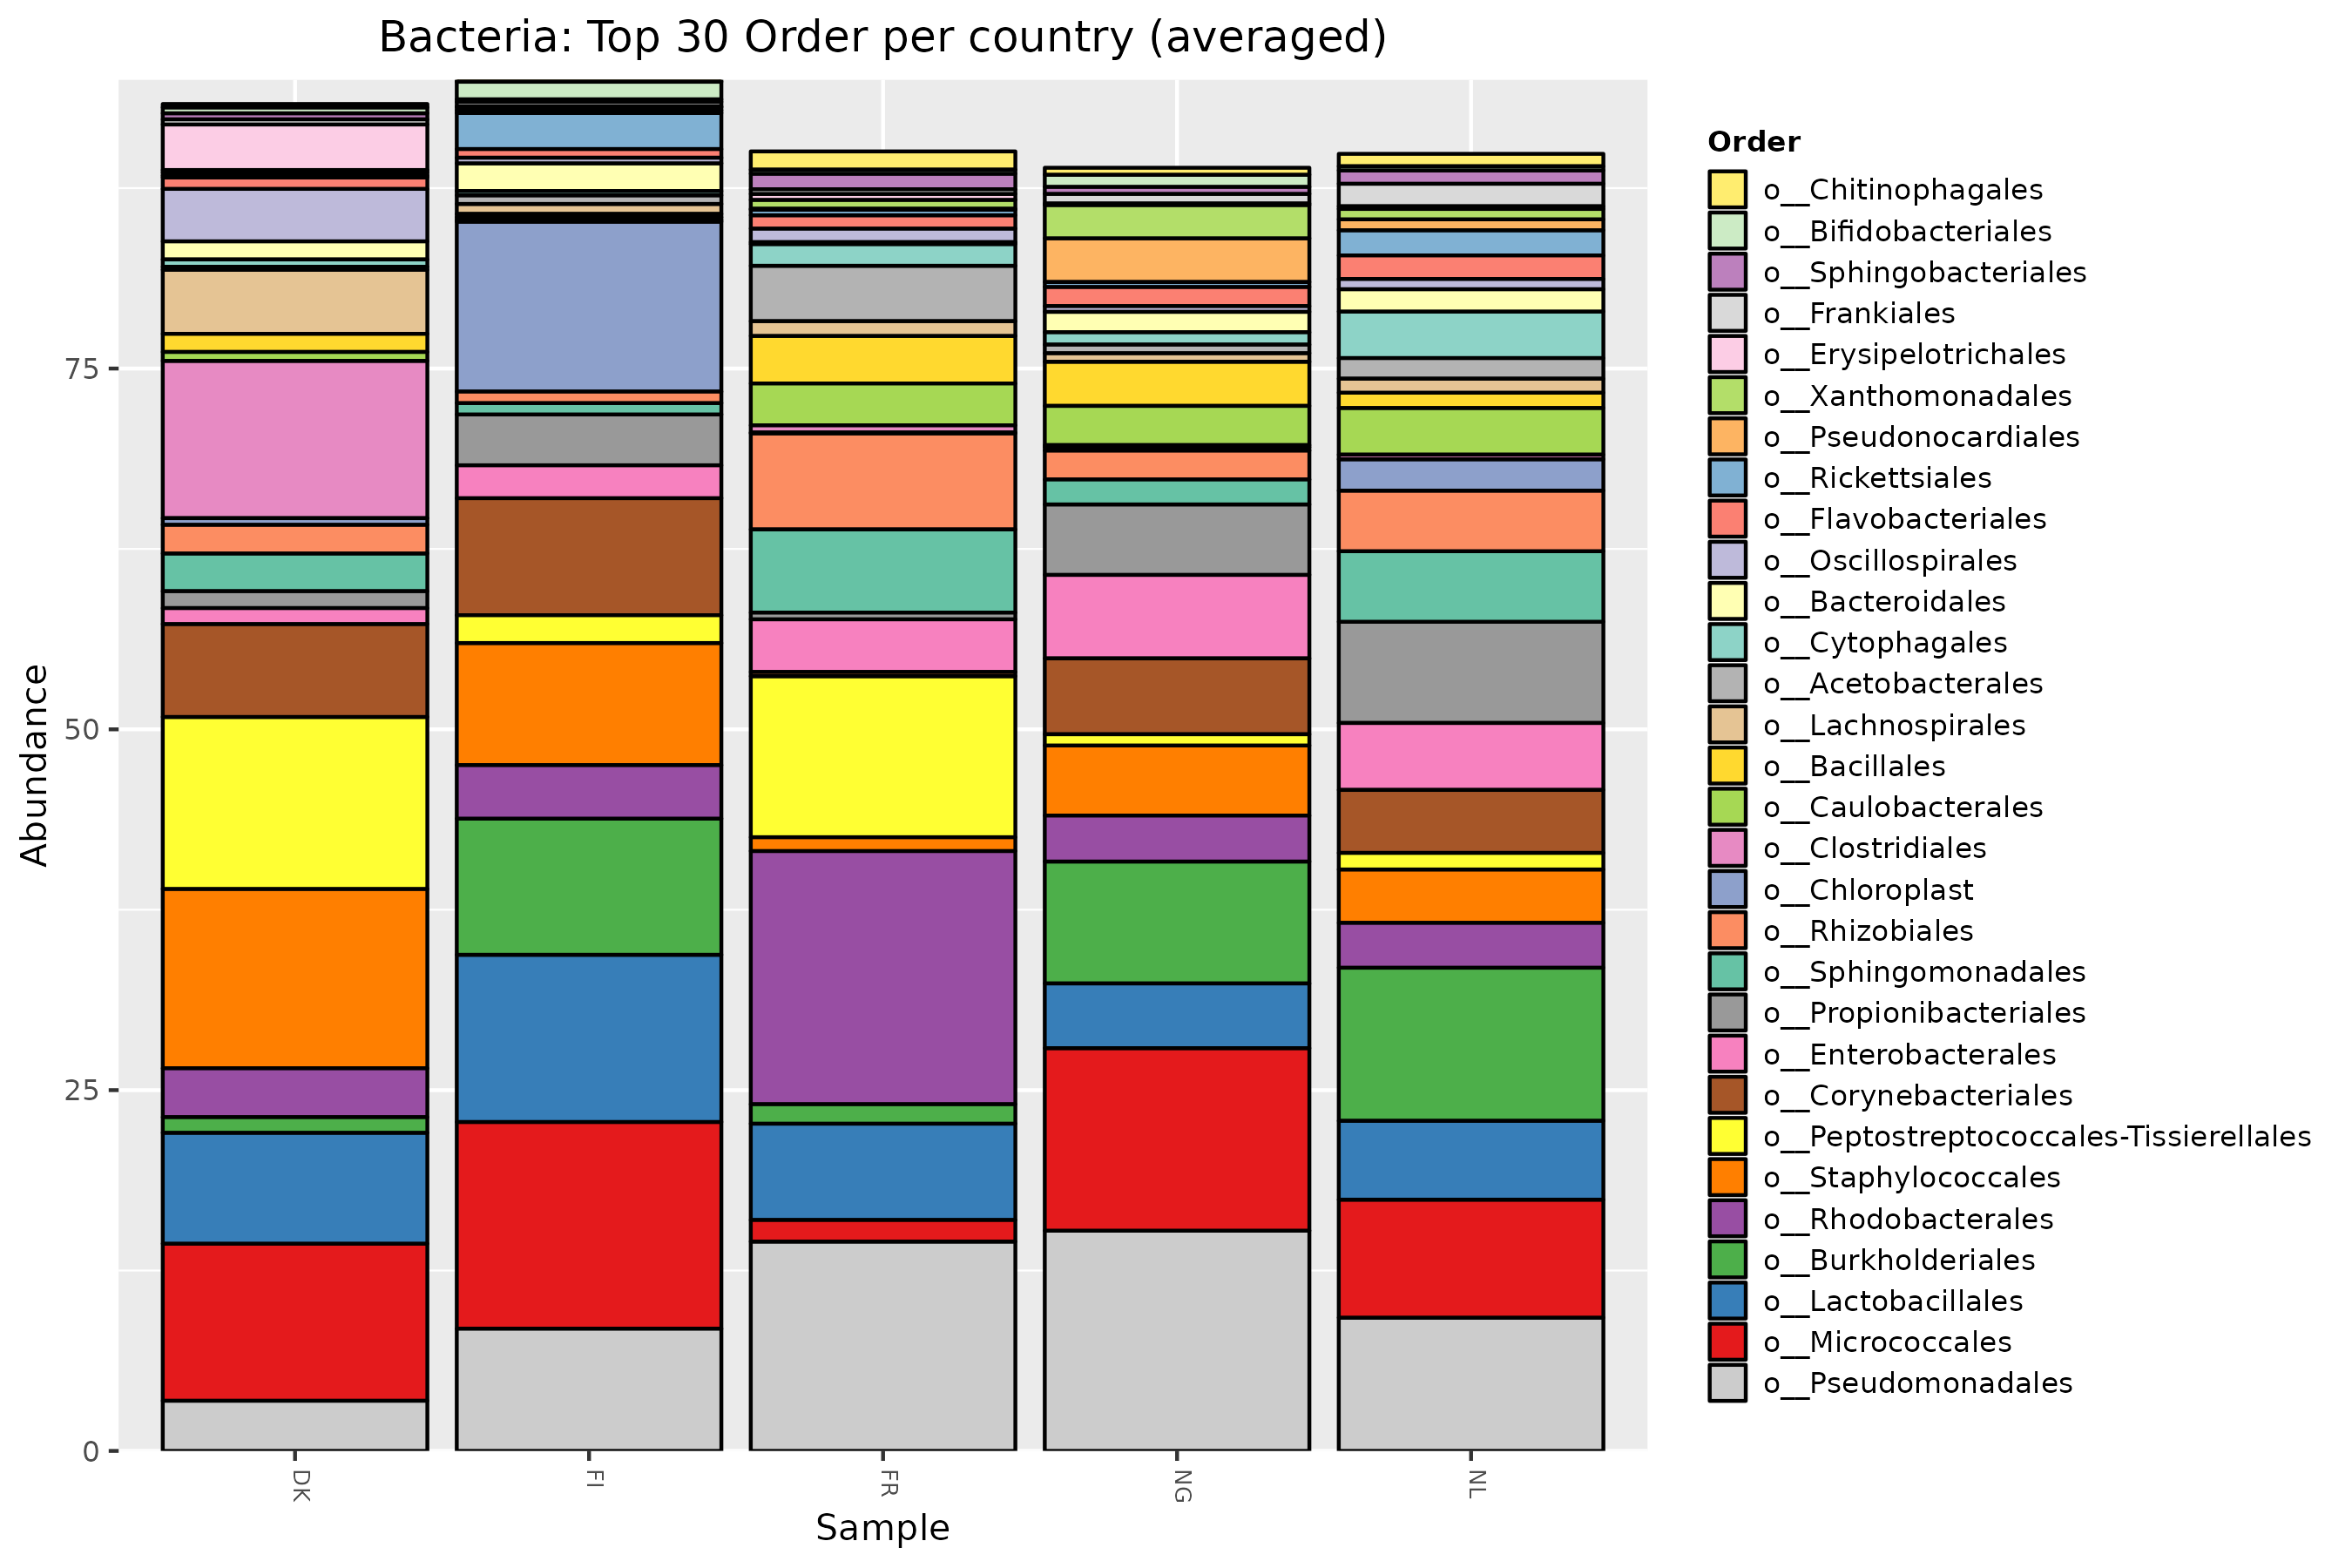 Bacteria: Top 30 Order per country (averaged)
Abundance
75
50
25
0
DK
FI
FR
NG
NL
Sample
Order
o__Chitinophagales
o__Bifidobacteriales
o__Sphingobacteriales
o__Frankiales
o__Erysipelotrichales
o__Xanthomonadales
o__Pseudonocardiales
o__Rickettsiales
o__Flavobacteriales
o__Oscillospirales
o__Bacteroidales
o__Cytophagales
o__Acetobacterales
o__Lachnospirales
o__Bacillales
o__Caulobacterales
o__Clostridiales
o__Chloroplast
o__Rhizobiales
o__Sphingomonadales
o__Propionibacteriales
o__Enterobacterales
o__Corynebacteriales
o__Peptostreptococcales-Tissierellales
o__Staphylococcales
o__Rhodobacterales
o__Burkholderiales
o__Lactobacillales
o__Micrococcales
o__Pseudomonadales